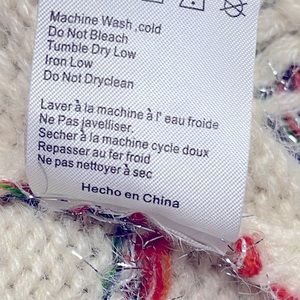 Machine Wash ,cold
Do Not Bleach
Tumble Dry Low
Iron Low
Do Not Dryclean
Laver à la machine à l' eau froide
Ne Pas javelliser.
Secher à la machine cycle doux
Repasser au fer froid
Ne pas nettoyer à sec
Hecho en China